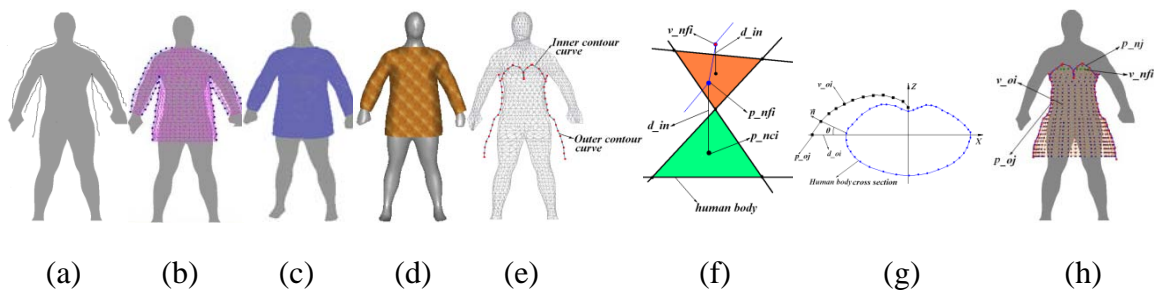 Inner contour
curve
Outer contour
curve
v_nfi
d_in
p_nfi
d_in
p_nci
human body
v_oi
Z
n
θ
X
p_oj
d_oi
Human body cross section
p_nj
v_nfi
v_oi
p_oj
(a) (b) (c) (d) (e) (f) (g) (h)